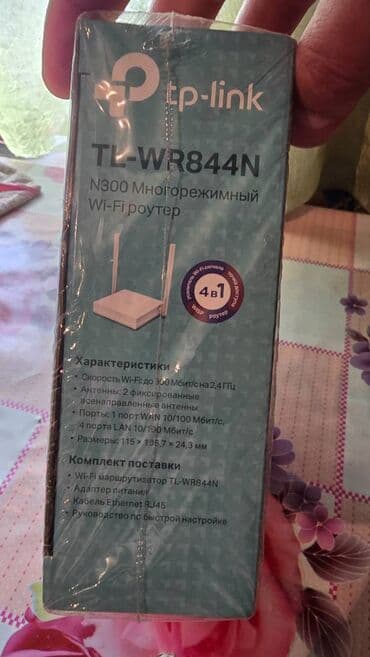 tp-link
TL-WR844N
N300 Многорежимный
Wi-Fi роутер
4в1
роутер
Характеристики
• Скорость Wi-Fi: до 300 Мбит/с на 2,4 ГГц
• Антенны: 2 фиксированные
всенаправленные антенны
• Порты: 1 порт WAN 10/100 Мбит/с,
4 порта LAN 10/100 Мбит/с
• Размеры: 115 × 106,7 × 24,3 мм
Комплект поставки
• Wi-Fi маршрутизатор TL-WR844N
• Адаптер питания
• Кабель Ethernet RJ45
• Руководство по быстрой настройке